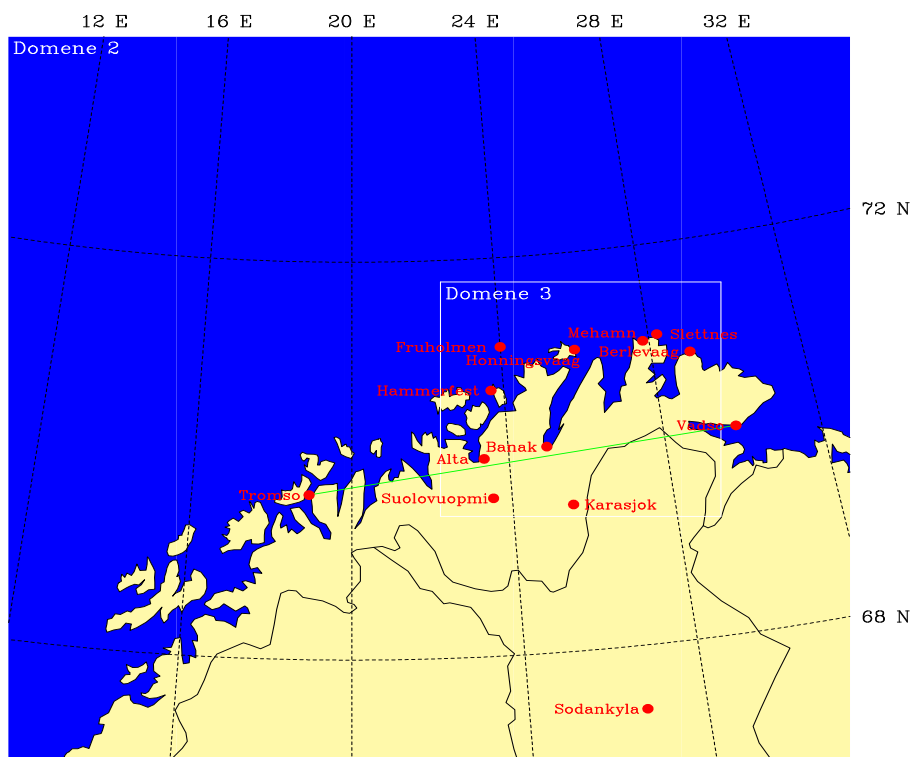 12 E 16 E 20 E 24 E 28 E 32 E
Domene 2
72 N
Domene 3
Mehamn Slettnes
Fruholmen Berlevaag
Honningsvaag
Hammerfest
Vadso
Banak
Alta
Tromso Suolovuopmi Karasjok
68 N
Sodankyla